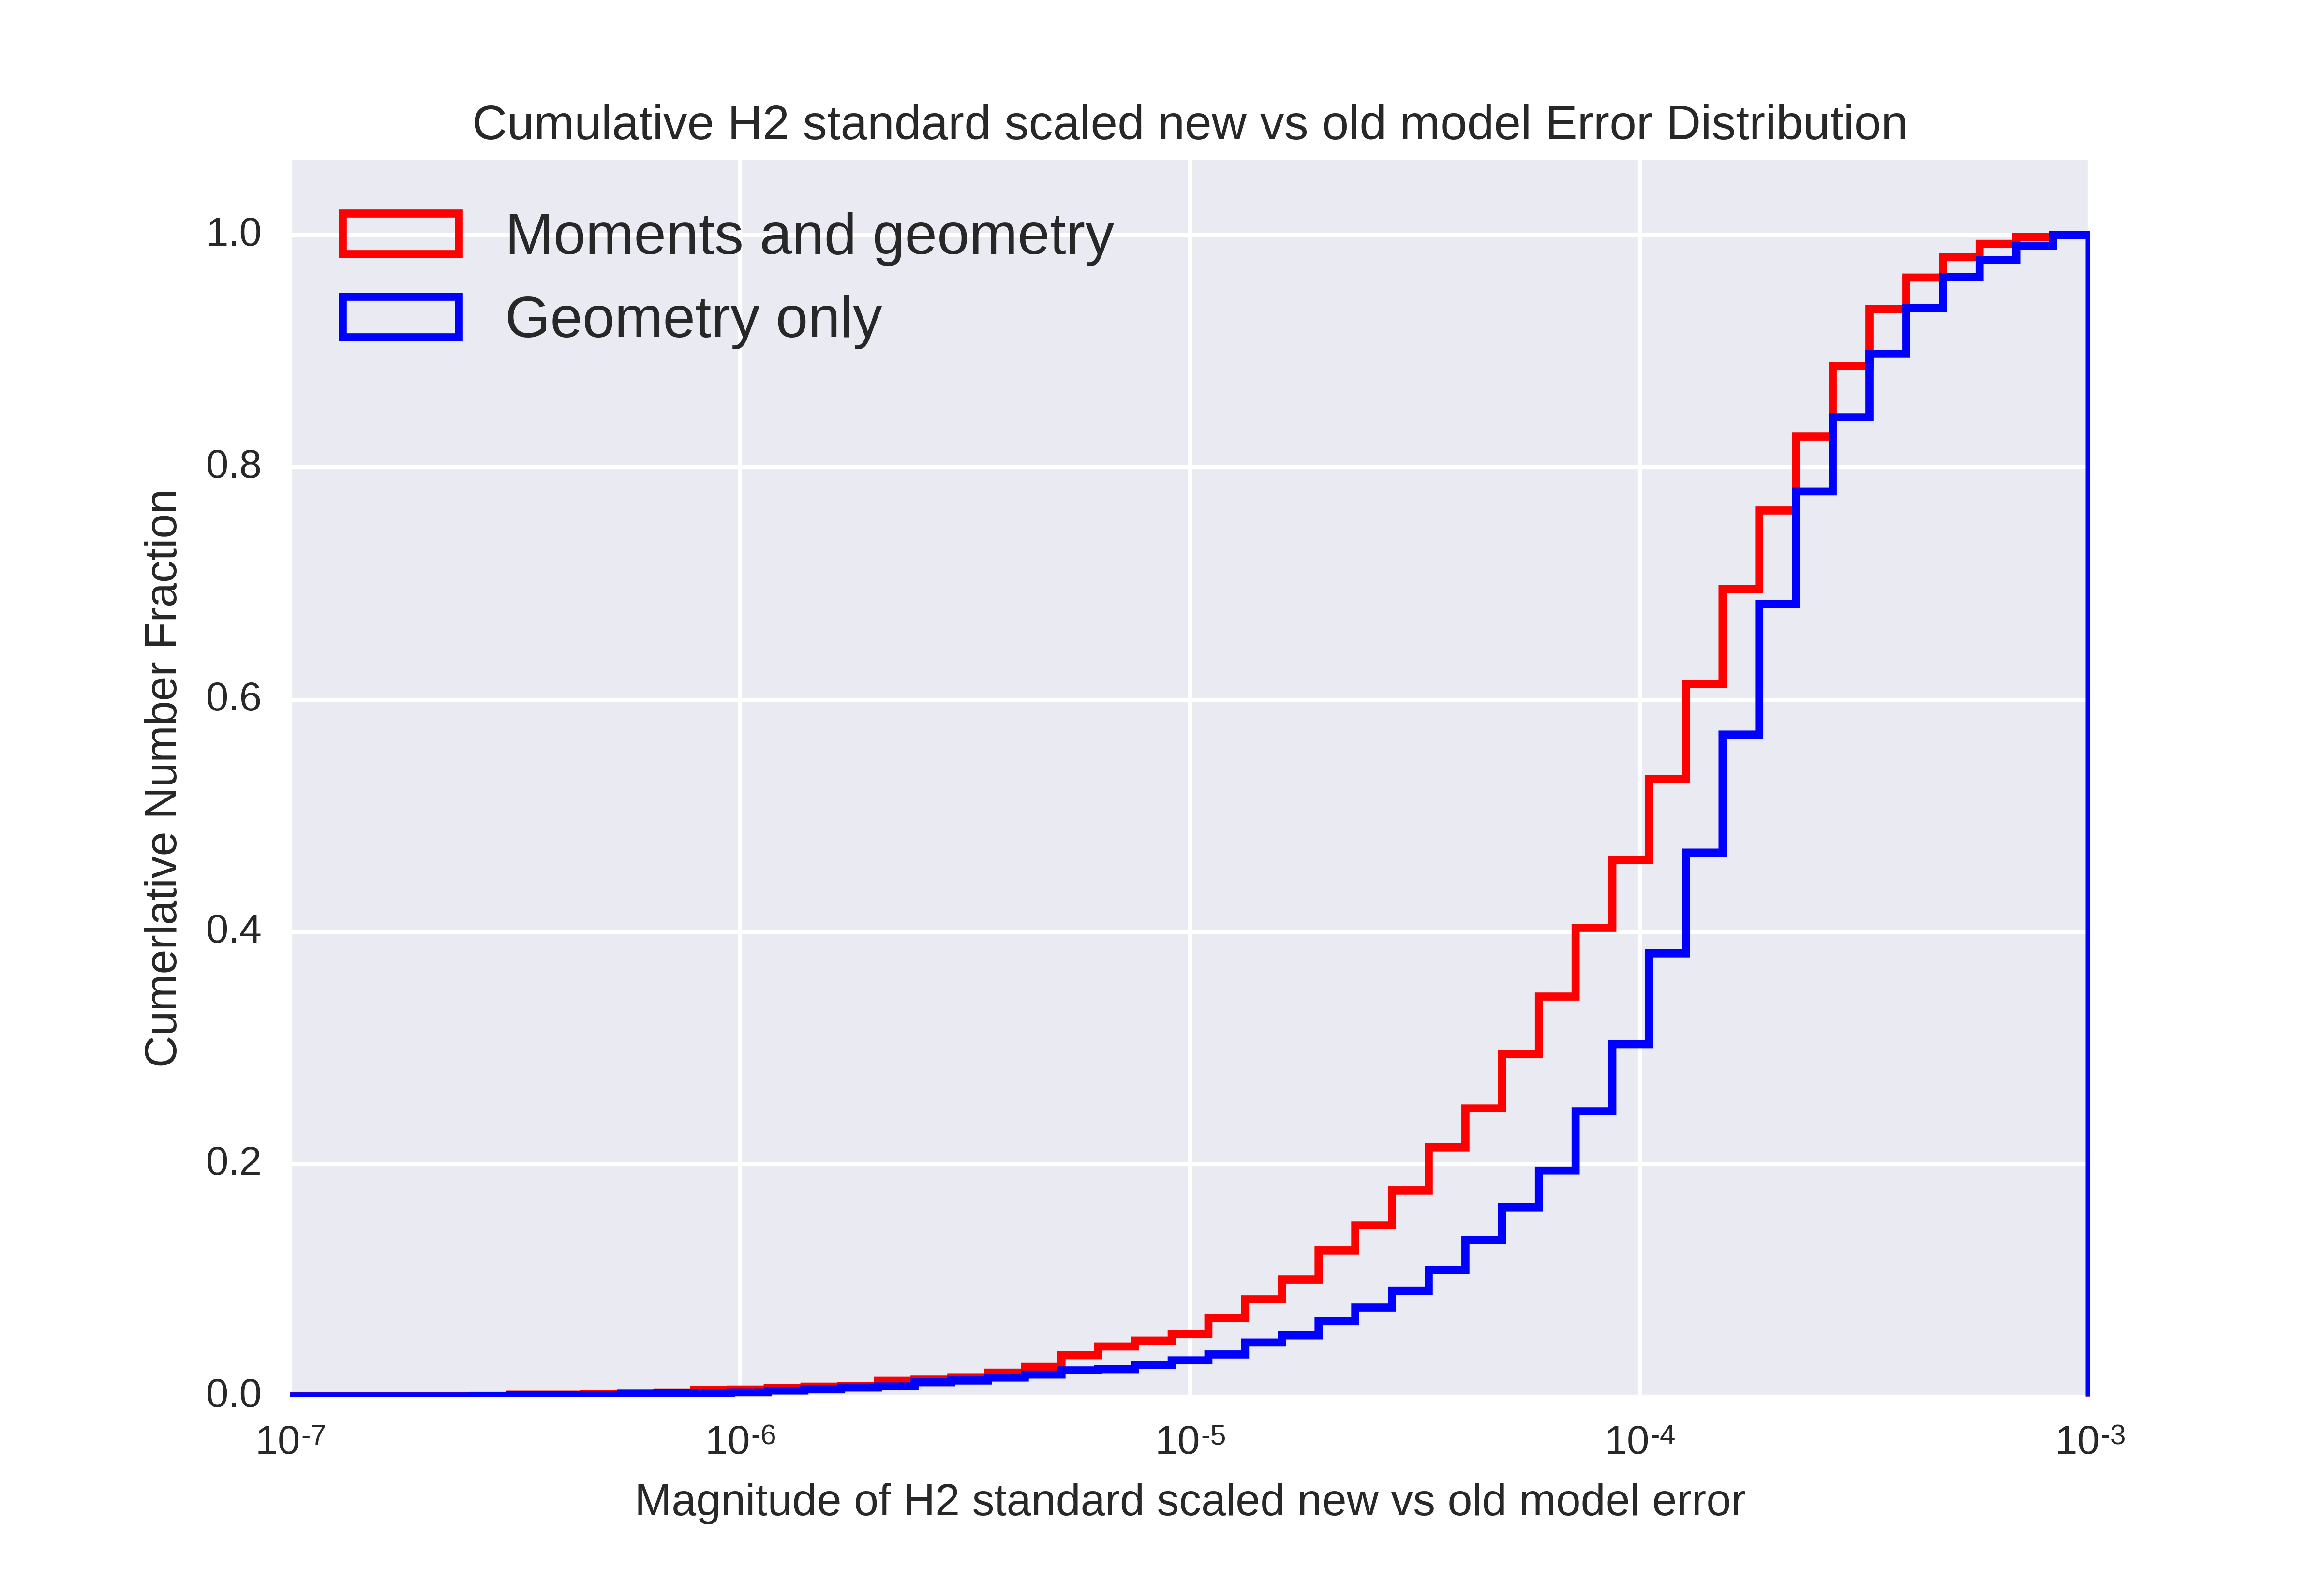 Cumulative H2 standard scaled new vs old model Error Distribution
Moments and geometry
Geometry only
1.0
0.8
0.6
0.4
0.2
0.0
Cumerlative Number Fraction
10-7 10-6 10-5 10-4 10-3
Magnitude of H2 standard scaled new vs old model error